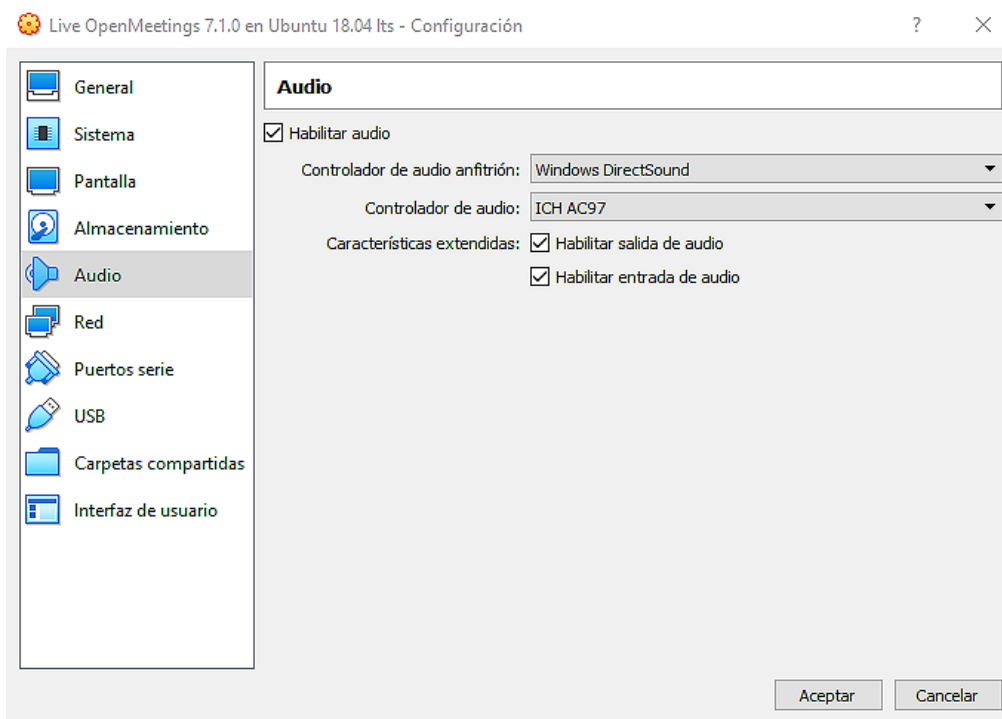 Live OpenMeetings 7.1.0 en Ubuntu 18.04 lts - Configuración
?
General
Sistema
Pantalla
Almacenamiento
Audio
Red
Puertos serie
USB
Carpetas compartidas
Interfaz de usuario
Audio
Habilitar audio
Controlador de audio anfitrión: Windows DirectSound
Controlador de audio: ICH AC97
Características extendidas: Habilitar salida de audio
Habilitar entrada de audio
Aceptar
Cancelar